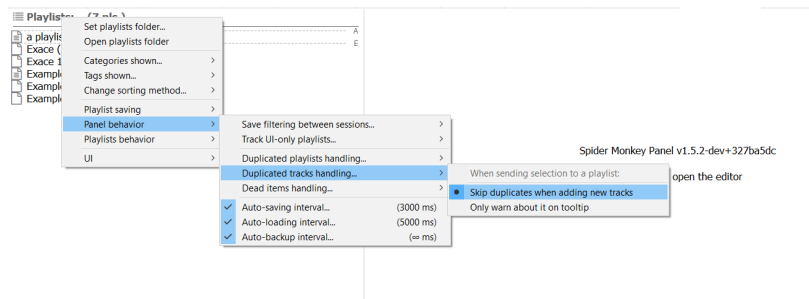 Playlists: (7 pls.)
a playlis
Exace (
Exace 1
Example
Example
Example
A
E
Set playlists folder...
Open playlists folder
Categories shown...
Tags shown...
Change sorting method...
Playlist saving
Panel behavior
Playlists behavior
UI
Save filtering between sessions...
Track UI-only playlists...
Duplicated playlists handling...
Duplicated tracks handling...
Dead items handling...
Auto-saving interval... (3000 ms)
Auto-loading interval... (5000 ms)
Auto-backup interval... (∞ ms)
When sending selection to a playlist:
Skip duplicates when adding new tracks
Only warn about it on tooltip
Spider Monkey Panel v1.5.2-dev+327ba5dc
open the editor